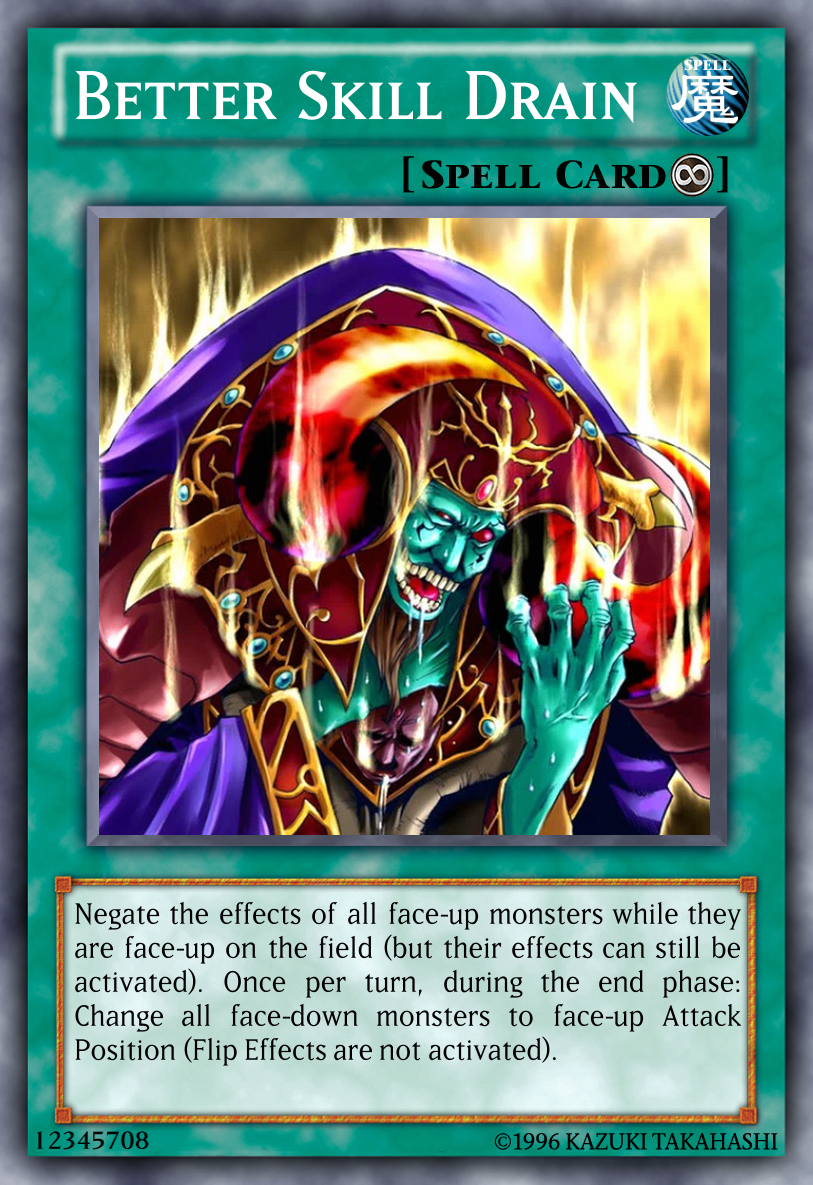 Better Skill Drain
SPELL
魔
[Spell Card♾]
Negate the effects of all face-up monsters while they
are face-up on the field (but their effects can still be
activated). Once per turn, during the end phase:
Change all face-down monsters to face-up Attack
Position (Flip Effects are not activated).
12345708 ©1996 KAZUKI TAKAHASHI